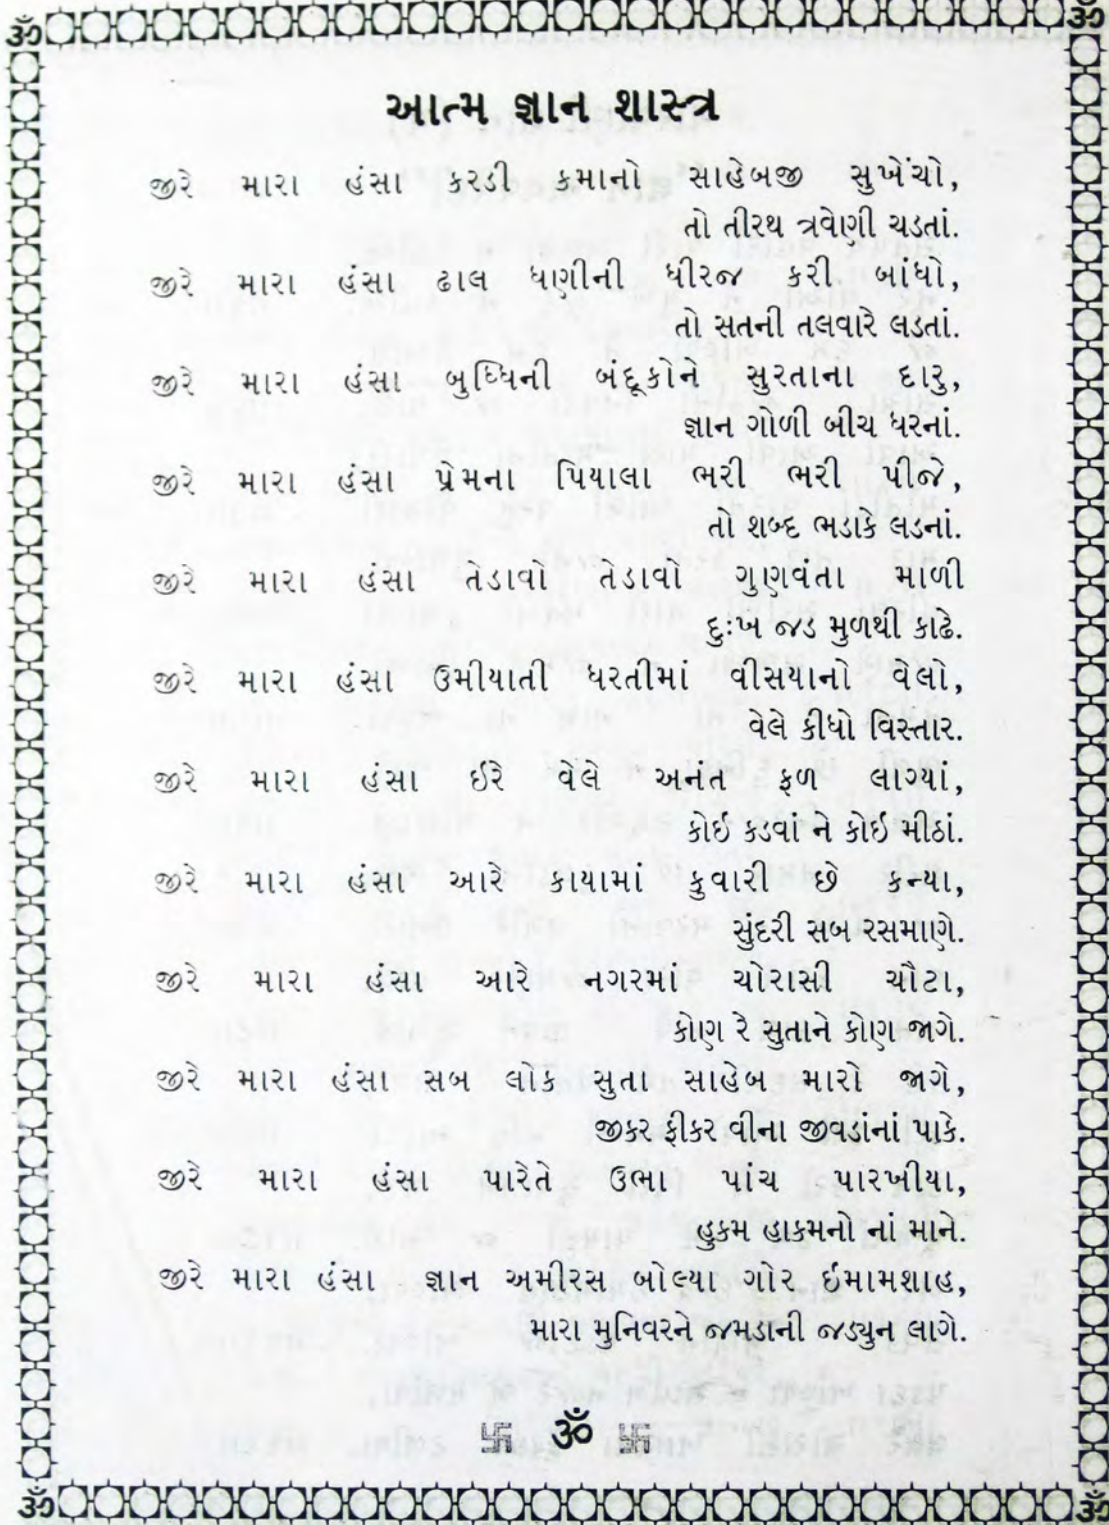 આત્મ જ્ઞાન શાસ્ત્ર
જીરે મારા હંસા કરડી કમાનો સાહેબજી સુખેંચો,
તો તીરથ ત્રવેણી ચડતાં.
જીરે મારા હંસા ઢાલ ધણીની ધીરજ કરી બાંધો,
તો સતની તલવારે લડતાં.
જીરે મારા હંસા બુધ્ધિની બંદૂકોને સુરતાના દારુ,
જ્ઞાન ગોળી બીચ ધરનાં.
જીરે મારા હંસા પ્રેમના પિયાલા ભરી ભરી પીજે,
તો શબ્દ ભડાકે લડનાં.
જીરે મારા હંસા તેડાવો તેડાવો ગુણવંતા માળી
દુઃખ જડ મુળથી કાઢે.
જીરે મારા હંસા ઉમીયાતી ધરતીમાં વીસયાનો વેલો,
વેલે કીધો વિસ્તાર.
જીરે મારા હંસા ઈરે વેલે અનંત ફળ લાગ્યાં,
કોઇ કડવાં ને કોઇ મીઠાં.
જીરે મારા હંસા આરે કાયામાં કુવારી છે કન્યા,
સુંદરી સબ રસમાણે.
જીરે મારા હંસા આરે નગરમાં ચોરાસી ચૌટા,
કોણ રે સુતાને કોણ જાગે.
જીરે મારા હંસા સબ લોક સુતા સાહેબ મારો જાગે,
જીકર ફીકર વીના જીવડાંનાં પાકે.
જીરે મારા હંસા પારેતે ઉભા પાંચ પારખીયા,
હુકમ હાકમનો નાં માને.
જીરે મારા હંસા જ્ઞાન અમીરસ બોલ્યા ગોર ઇમામશાહ,
મારા મુનિવરને જમડાની જડ્યુન લાગે.
卐 ૐ 卐